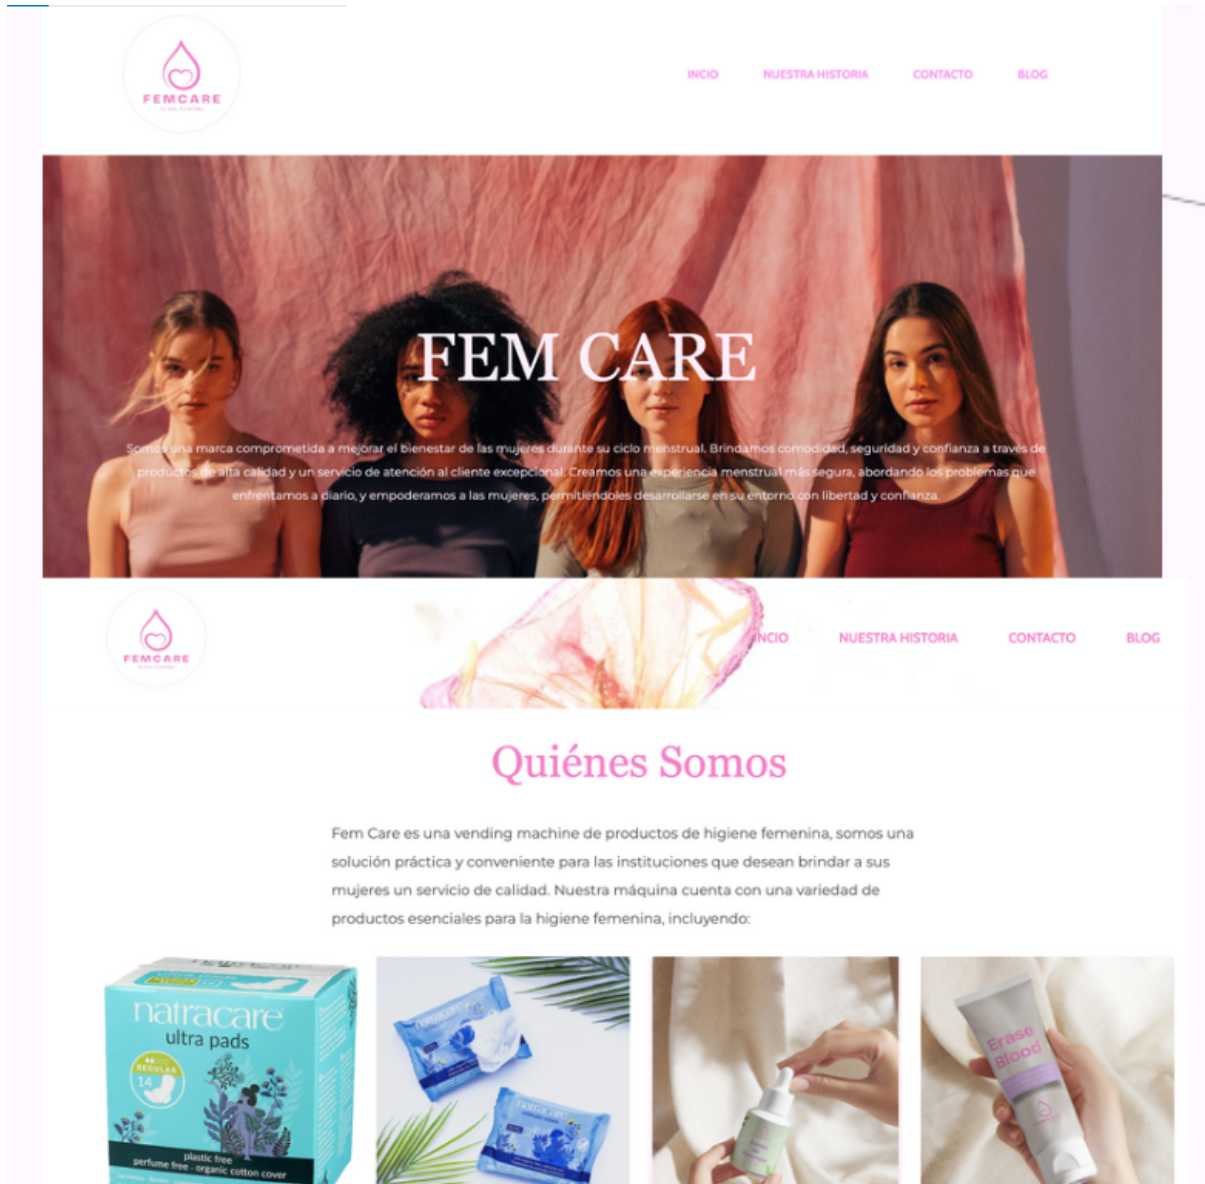 FEMCARE
INCIO NUESTRA HISTORIA CONTACTO BLOG
FEM CARE
Somos una marca comprometida a mejorar el bienestar de las mujeres durante su ciclo menstrual. Brindamos comodidad, seguridad y confianza a través de
productos de alta calidad y un servicio de atención al cliente excepcional. Creamos una experiencia menstrual más segura, abordando los problemas que
enfrentamos a diario, y empoderamos a las mujeres, permitiéndoles desarrollarse en su entorno con libertad y confianza.
FEMCARE
INCIO NUESTRA HISTORIA CONTACTO BLOG
Quiénes Somos
Fem Care es una vending machine de productos de higiene femenina, somos una
solución práctica y conveniente para las instituciones que desean brindar a sus
mujeres un servicio de calidad. Nuestra máquina cuenta con una variedad de
productos esenciales para la higiene femenina, incluyendo:
natracare
ultra pads
REGULAR
14
plastic free
perfume free - organic cotton cover
natracare
Erase
Blood